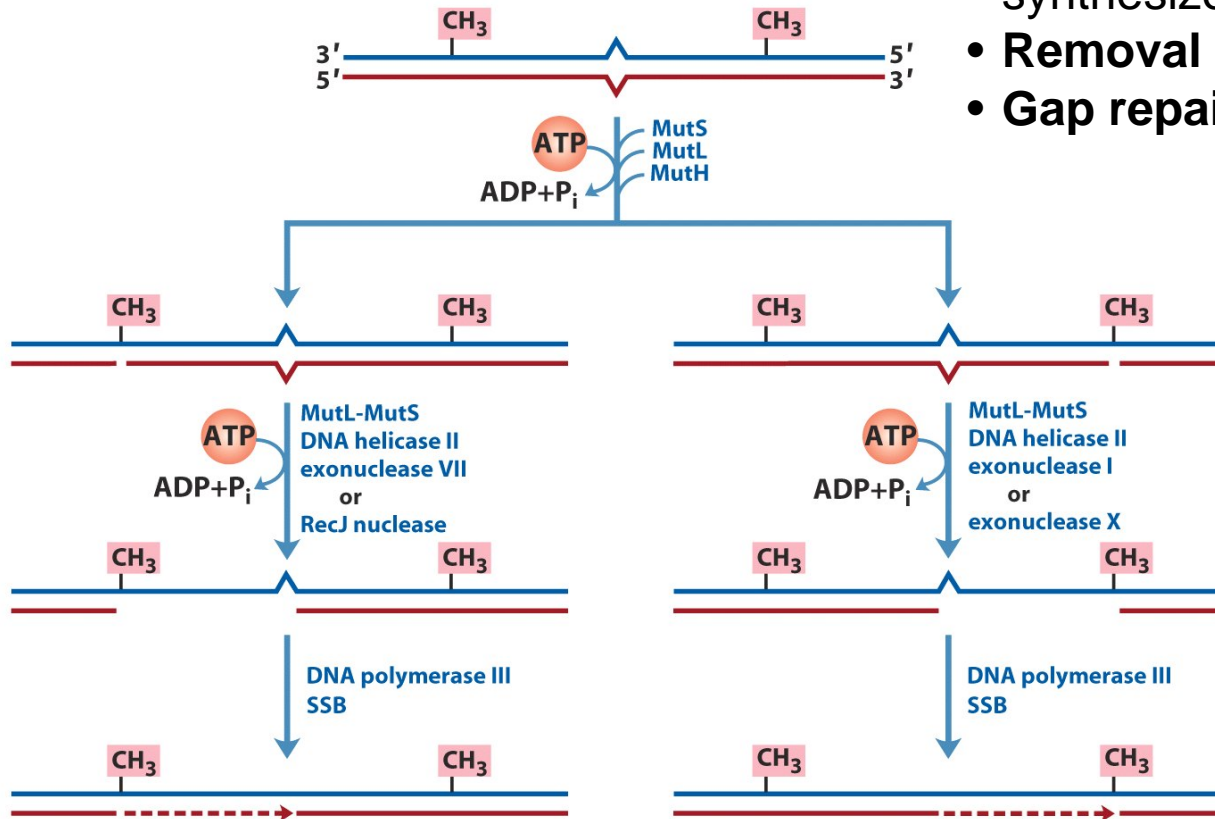 synthesize
• Removal
• Gap repai
CH3 CH3
3′ 5′
5′ 3′
ATP
ADP+Pi
MutS
MutL
MutH
CH3 CH3
ATP
ADP+Pi
MutL-MutS
DNA helicase II
exonuclease VII
or
RecJ nuclease
CH3 CH3
DNA polymerase III
SSB
CH3 CH3
CH3 CH3
ATP
ADP+Pi
MutL-MutS
DNA helicase II
exonuclease I
or
exonuclease X
CH3 CH3
DNA polymerase III
SSB
CH3 CH3